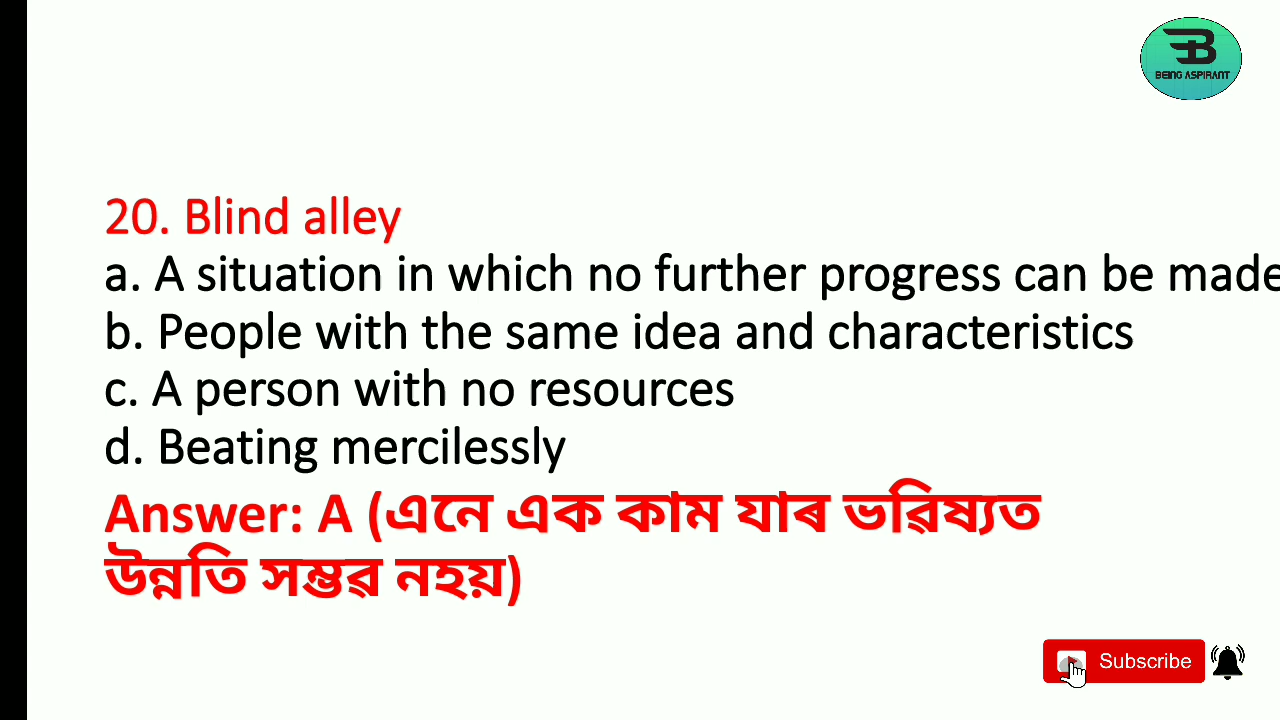 BEING ASPIRANT
20. Blind alley
a. A situation in which no further progress can be made
b. People with the same idea and characteristics
c. A person with no resources
d. Beating mercilessly
Answer: A (এনে এক কাম যাৰ ভৱিষ্যত
উন্নতি সম্ভৱ নহয়)
Subscribe